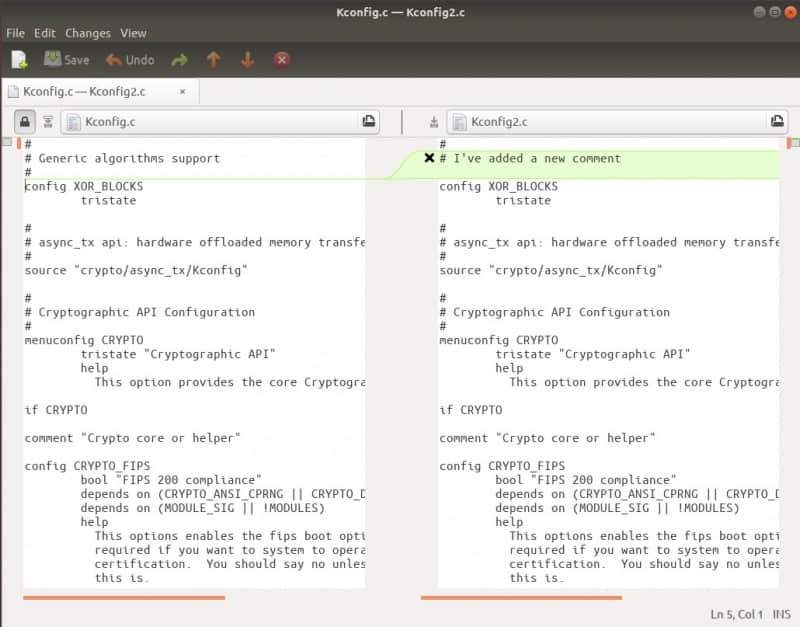 Kconfig.c — Kconfig2.c
File Edit Changes View
Save Undo
Kconfig.c — Kconfig2.c ×
Kconfig.c
#
# Generic algorithms support
#
config XOR_BLOCKS
tristate
#
# async_tx api: hardware offloaded memory transfe
#
source "crypto/async_tx/Kconfig"
#
# Cryptographic API Configuration
#
menuconfig CRYPTO
tristate "Cryptographic API"
help
This option provides the core Cryptogra
if CRYPTO
comment "Crypto core or helper"
config CRYPTO_FIPS
bool "FIPS 200 compliance"
depends on (CRYPTO_ANSI_CPRNG || CRYPTO_D
depends on (MODULE_SIG || !MODULES)
help
This options enables the fips boot opti
required if you want to system to opera
certification. You should say no unles
this is.
Kconfig2.c
#
# I've added a new comment
config XOR_BLOCKS
tristate
#
# async_tx api: hardware offloaded memory transfe
#
source "crypto/async_tx/Kconfig"
#
# Cryptographic API Configuration
#
menuconfig CRYPTO
tristate "Cryptographic API"
help
This option provides the core Cryptogra
if CRYPTO
comment "Crypto core or helper"
config CRYPTO_FIPS
bool "FIPS 200 compliance"
depends on (CRYPTO_ANSI_CPRNG || CRYPTO_D
depends on (MODULE_SIG || !MODULES)
help
This options enables the fips boot opti
required if you want to system to opera
certification. You should say no unles
this is.
Ln 5, Col 1 INS